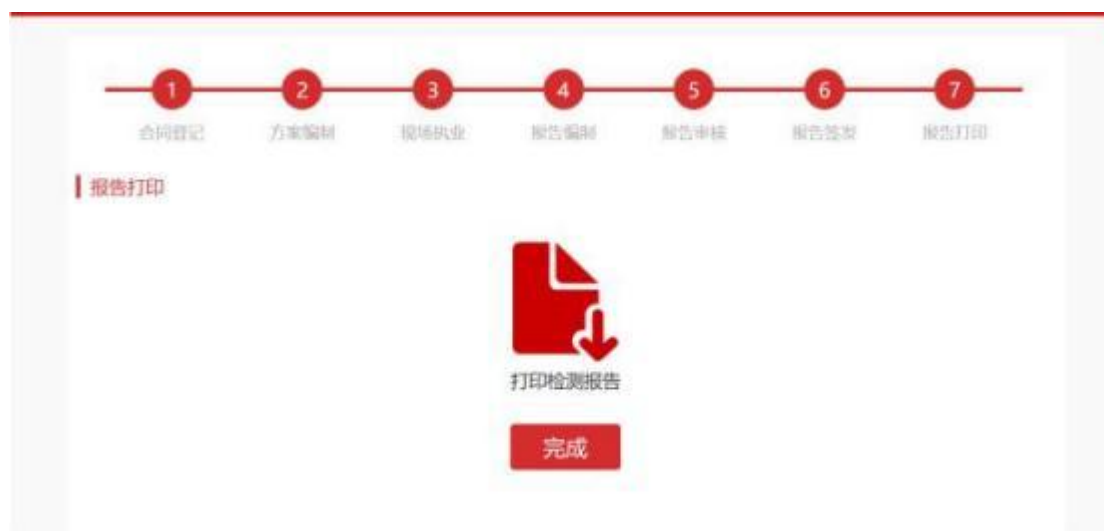 1
2
3
4
5
6
7
合同登记
方案编制
现场执业
报告编制
报告审核
报告签发
报告打印
报告打印
打印检测报告
完成